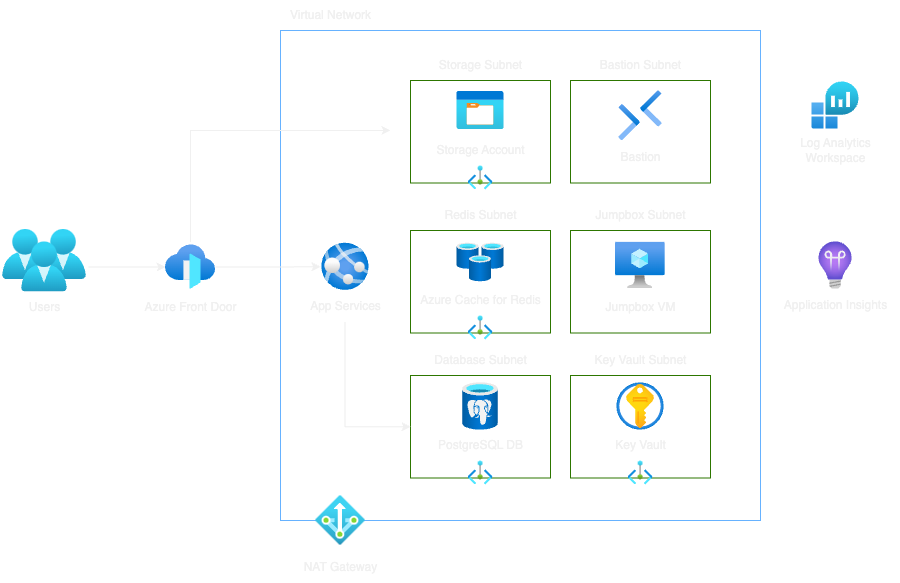 Virtual Network
Storage Subnet
Bastion Subnet
Storage Account
Bastion
Log Analytics
Workspace
Redis Subnet
Jumpbox Subnet
Users
Azure Front Door
App Services
Azure Cache for Redis
Jumpbox VM
Application Insights
Database Subnet
Key Vault Subnet
PostgreSQL DB
Key Vault
NAT Gateway